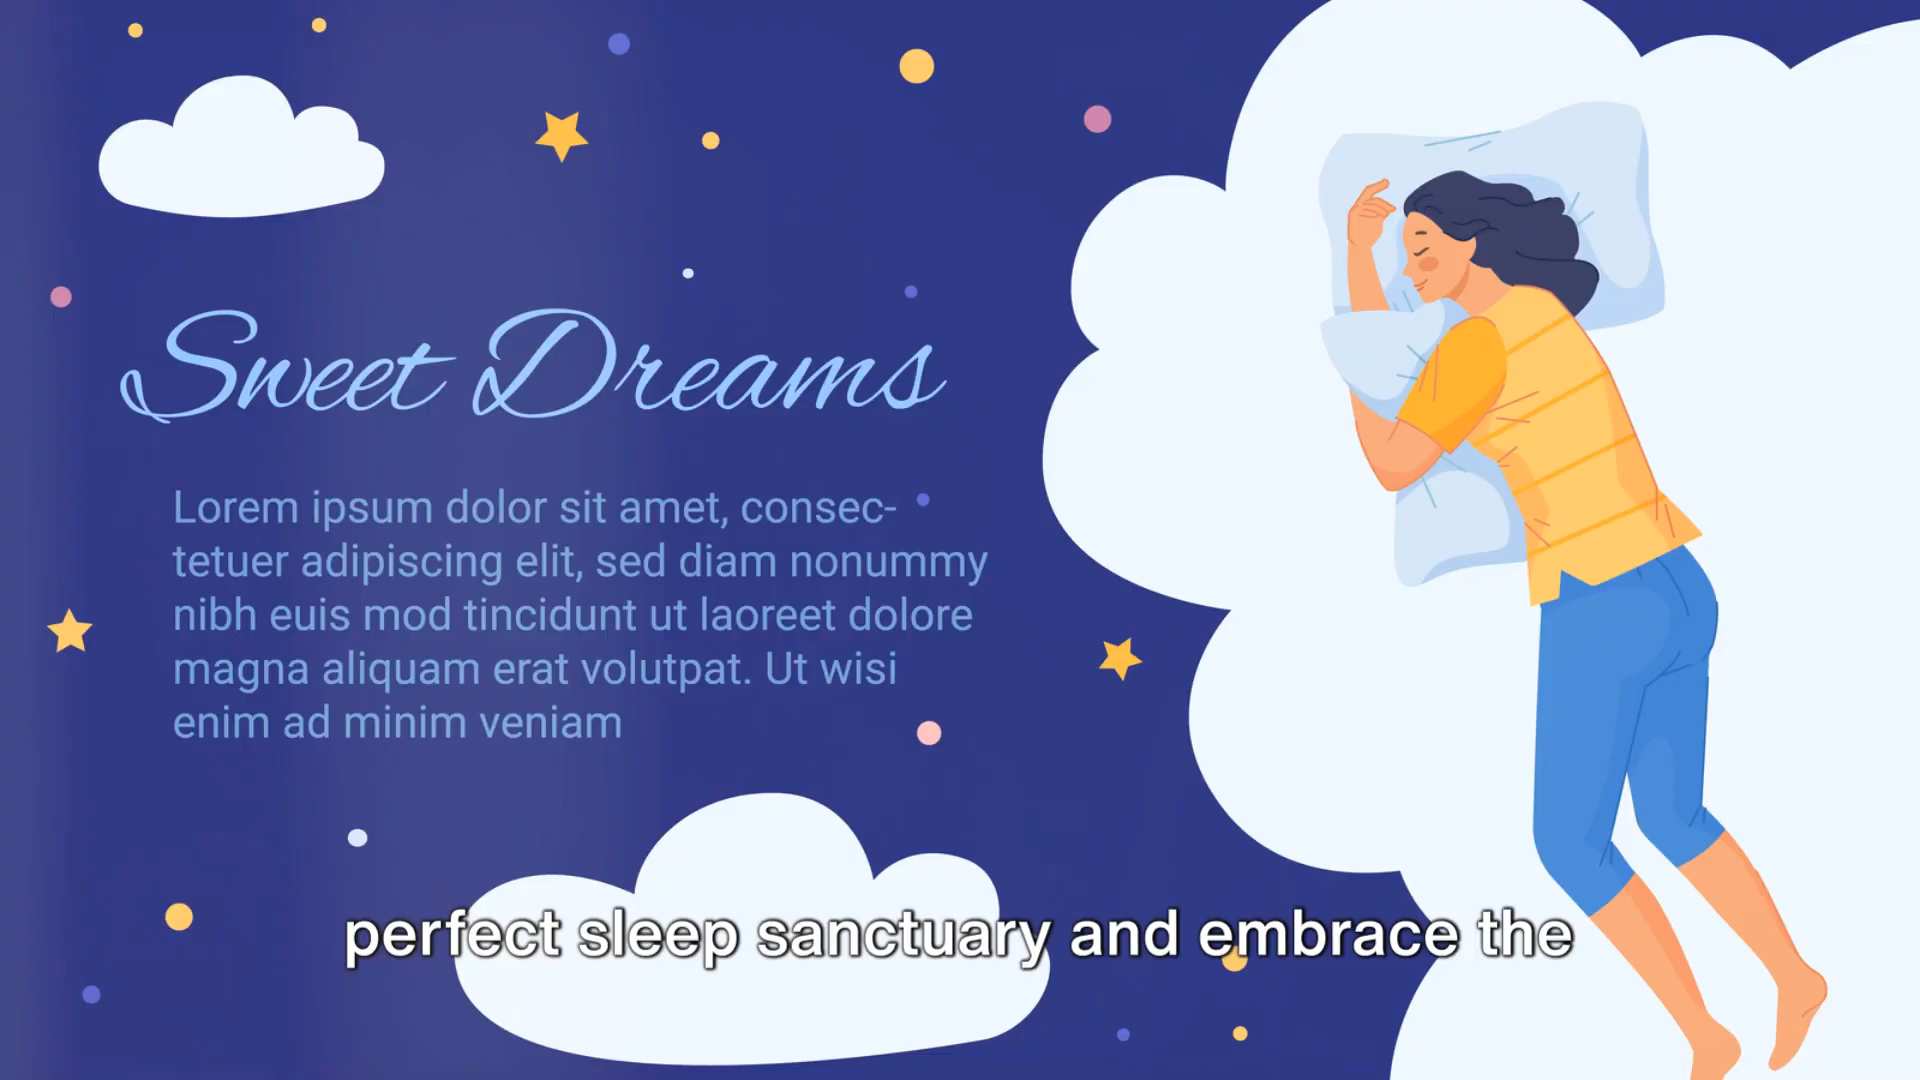 Sweet Dreams
Lorem ipsum dolor sit amet, consec-
tetuer adipiscing elit, sed diam nonummy
nibh euis mod tincidunt ut laoreet dolore
magna aliquam erat volutpat. Ut wisi
enim ad minim veniam
perfect sleep sanctuary and embrace the